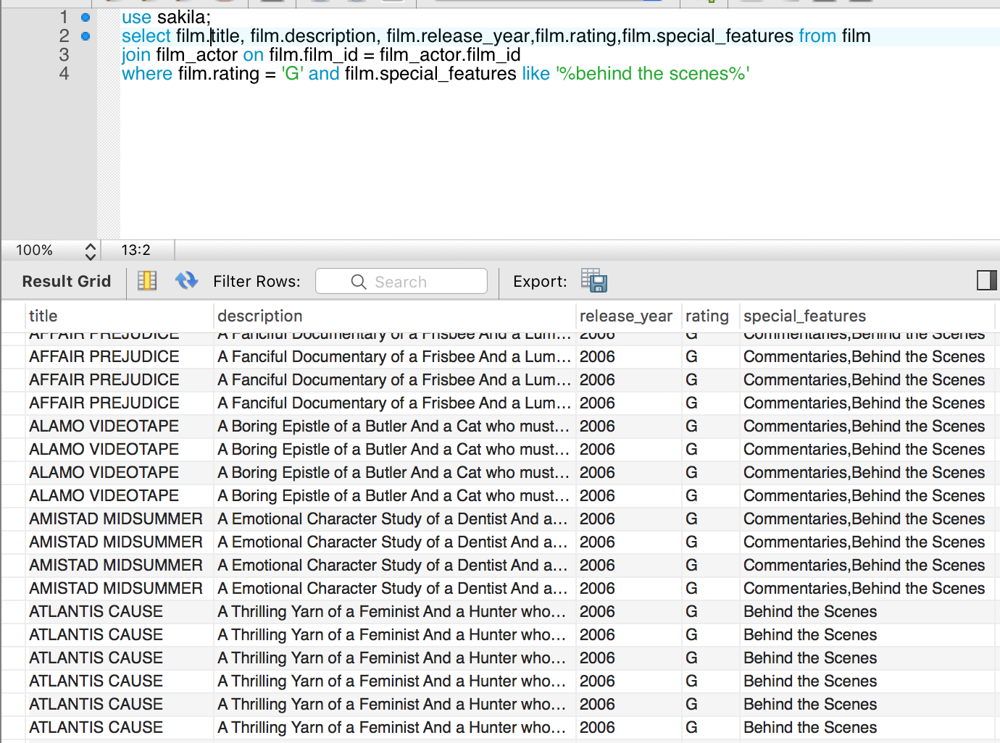 1 use sakila;
2 select film.title, film.description, film.release_year,film.rating,film.special_features from film
3 join film_actor on film.film_id = film_actor.film_id
4 where film.rating = 'G' and film.special_features like '%behind the scenes%'
100% 13:2
Result Grid Filter Rows: Search Export:
title description release_year rating special_features
AFFAIR PREJUDICE A Fanciful Documentary of a Frisbee And a Lum... 2006 G Commentaries,Behind the Scenes
AFFAIR PREJUDICE A Fanciful Documentary of a Frisbee And a Lum... 2006 G Commentaries,Behind the Scenes
AFFAIR PREJUDICE A Fanciful Documentary of a Frisbee And a Lum... 2006 G Commentaries,Behind the Scenes
AFFAIR PREJUDICE A Fanciful Documentary of a Frisbee And a Lum... 2006 G Commentaries,Behind the Scenes
ALAMO VIDEOTAPE A Boring Epistle of a Butler And a Cat who must... 2006 G Commentaries,Behind the Scenes
ALAMO VIDEOTAPE A Boring Epistle of a Butler And a Cat who must... 2006 G Commentaries,Behind the Scenes
ALAMO VIDEOTAPE A Boring Epistle of a Butler And a Cat who must... 2006 G Commentaries,Behind the Scenes
ALAMO VIDEOTAPE A Boring Epistle of a Butler And a Cat who must... 2006 G Commentaries,Behind the Scenes
AMISTAD MIDSUMMER A Emotional Character Study of a Dentist And a... 2006 G Commentaries,Behind the Scenes
AMISTAD MIDSUMMER A Emotional Character Study of a Dentist And a... 2006 G Commentaries,Behind the Scenes
AMISTAD MIDSUMMER A Emotional Character Study of a Dentist And a... 2006 G Commentaries,Behind the Scenes
AMISTAD MIDSUMMER A Emotional Character Study of a Dentist And a... 2006 G Commentaries,Behind the Scenes
ATLANTIS CAUSE A Thrilling Yarn of a Feminist And a Hunter who... 2006 G Behind the Scenes
ATLANTIS CAUSE A Thrilling Yarn of a Feminist And a Hunter who... 2006 G Behind the Scenes
ATLANTIS CAUSE A Thrilling Yarn of a Feminist And a Hunter who... 2006 G Behind the Scenes
ATLANTIS CAUSE A Thrilling Yarn of a Feminist And a Hunter who... 2006 G Behind the Scenes
ATLANTIS CAUSE A Thrilling Yarn of a Feminist And a Hunter who... 2006 G Behind the Scenes
ATLANTIS CAUSE A Thrilling Yarn of a Feminist And a Hunter who... 2006 G Behind the Scenes